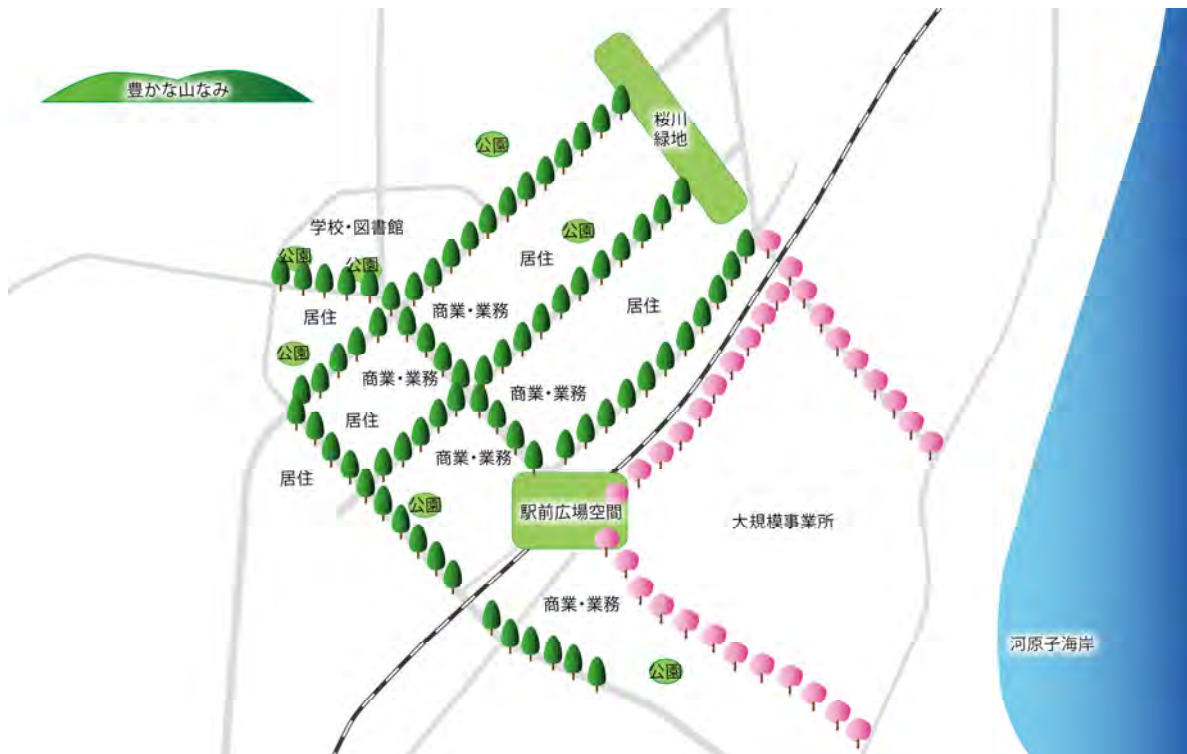 豊かな山なみ
桜川
緑地
公園
学校・図書館
公園
居住
公園
公園
居住
商業・業務
居住
公園
商業・業務
商業・業務
居住
商業・業務
居住
公園
駅前広場空間
大規模事業所
商業・業務
河原子海岸
公園